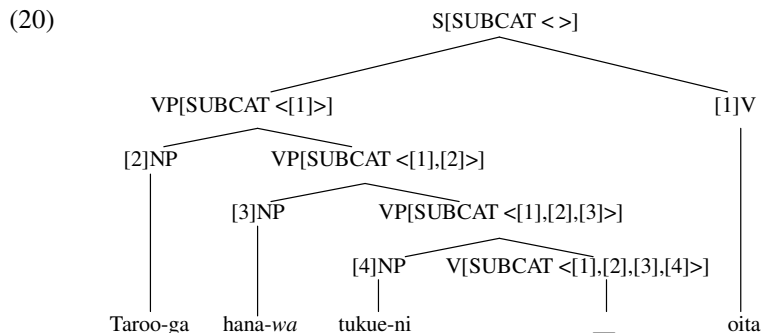 (20)
S[SUBCAT < >]
VP[SUBCAT <[1]>] [1]V
[2]NP VP[SUBCAT <[1],[2]>]
[3]NP VP[SUBCAT <[1],[2],[3]>]
[4]NP V[SUBCAT <[1],[2],[3],[4]>]
Taroo-ga hana-wa tukue-ni __ oita